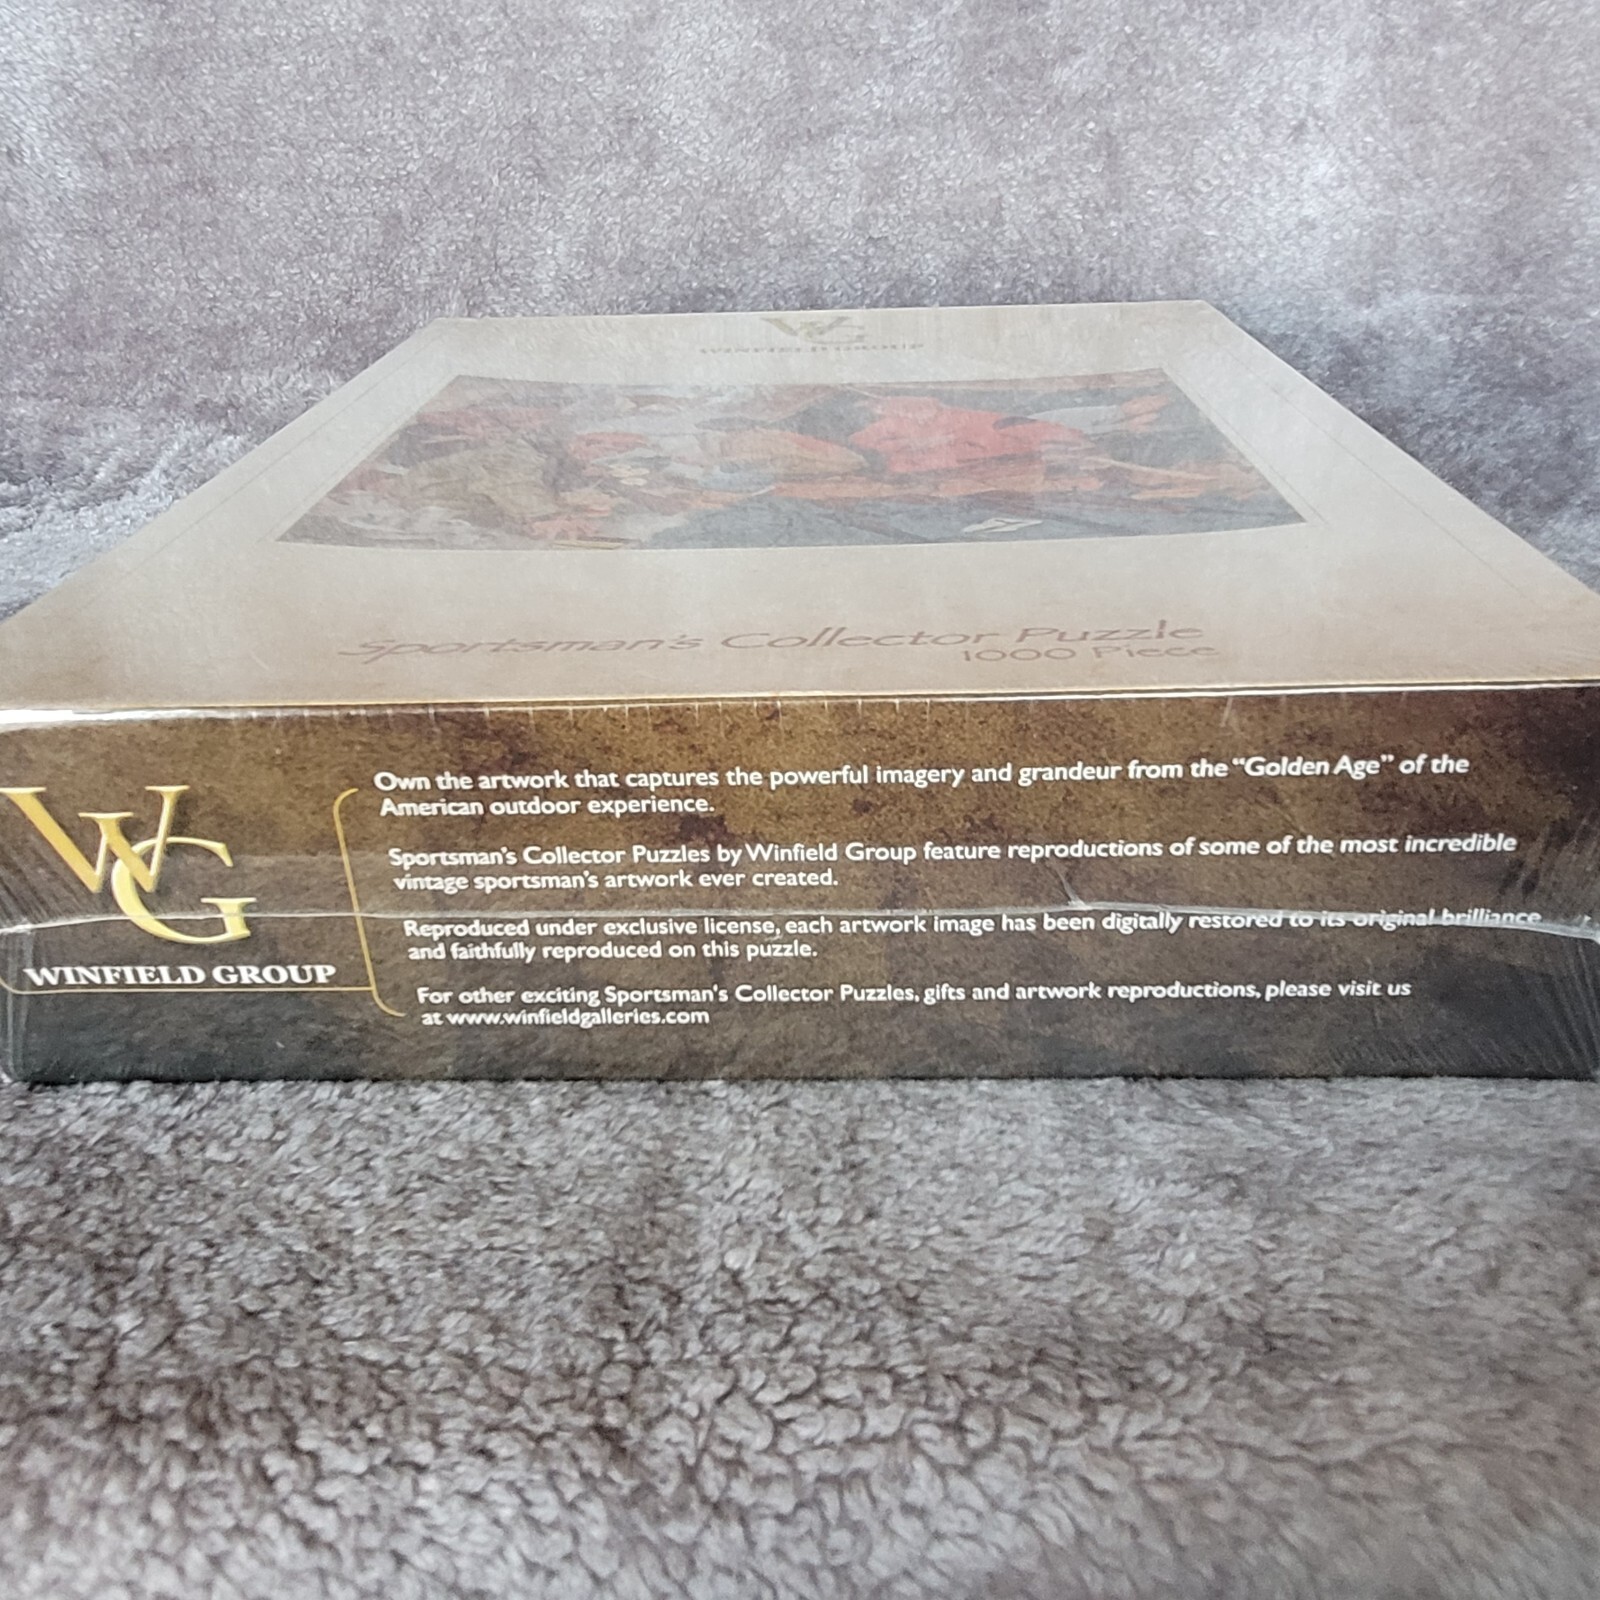 WG
WINFIELD GROUP
Sportsman's Collector Puzzle
1000 Piece
WG
WINFIELD GROUP
Own the artwork that captures the powerful imagery and grandeur from the “Golden Age” of the
American outdoor experience.
Sportsman's Collector Puzzles by Winfield Group feature reproductions of some of the most incredible
vintage sportsman's artwork ever created.
Reproduced under exclusive license, each artwork image has been digitally restored to its original brilliance
and faithfully reproduced on this puzzle.
For other exciting Sportsman's Collector Puzzles, gifts and artwork reproductions, please visit us
at www.winfieldgalleries.com